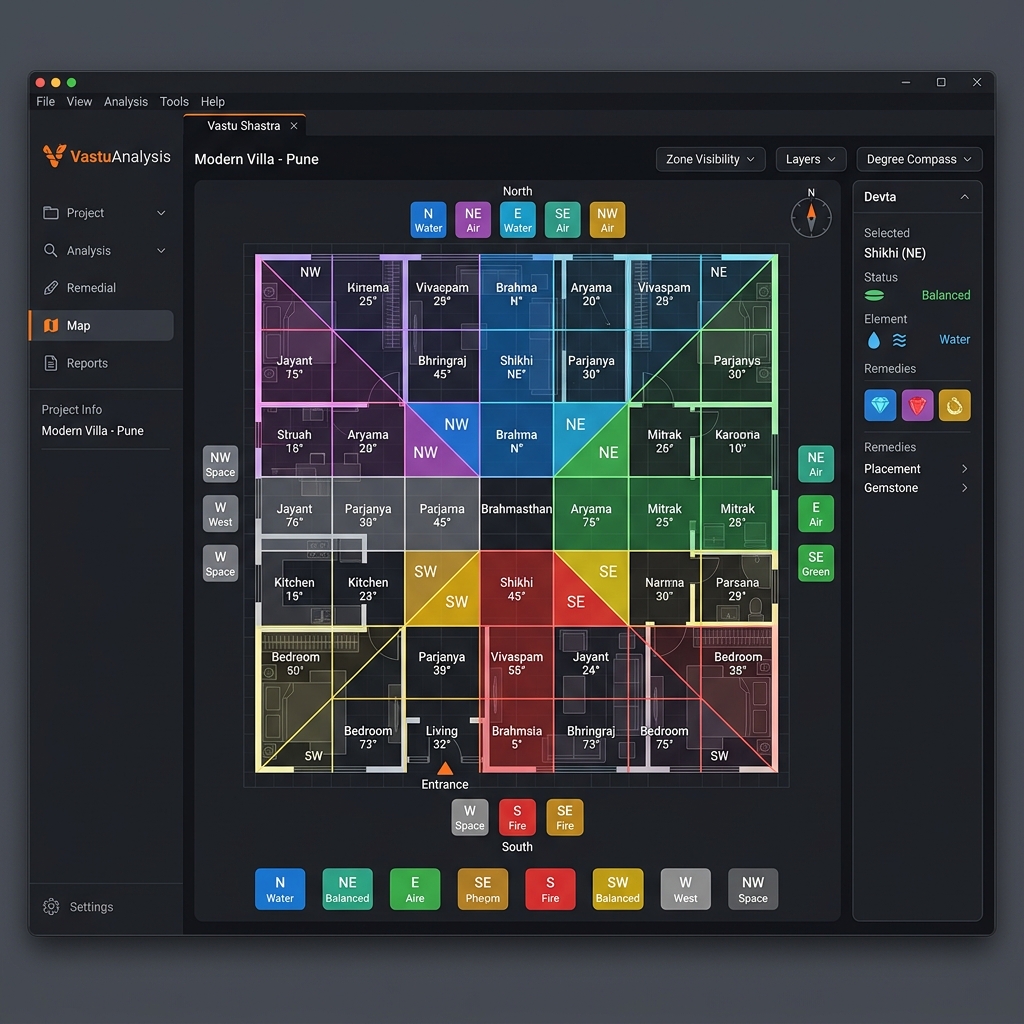 File View Analysis Tools Help
Vastu Shastra ×
VastuAnalysis
Modern Villa - Pune
Zone Visibility
Layers
Degree Compass
Project
Analysis
Remedial
Map
Reports
Project Info
Modern Villa - Pune
Settings
North
N
Water
NE
Air
E
Water
SE
Air
NW
Air
N
NW
Kintema
25°
Vivacpam
29°
Brahma
N°
Aryama
20°
Vivaspam
28°
NE
Jayant
75°
Bhringraj
45°
Shikhi
NE°
Parjanya
30°
Parjanys
30°
Struah
16°
Aryama
20°
NW
NW
Brahma
N°
NE
NE
Mitrak
26°
Karoona
10°
Jayant
76°
Parjanya
38°
Parjama
45°
Brahmasthan
Aryama
75°
Mitrak
25°
Mitrak
28°
Kitchen
15°
Kitchen
23°
SW
SW
Shikhi
45°
SE
SE
Narmna
30°
Parsana
29°
Bedroom
50°
Parjanya
39°
Vivaspam
55°
Jayant
24°
Bedroom
38°
SW
Bedroom
73°
Living
32°
Brahmsia
5°
Bhringraj
73°
Bedroom
75°
SW
Entrance
NW
Space
W
West
W
Space
NE
Air
E
Air
SE
Green
W
Space
S
Fire
SE
Fire
South
N
Water
NE
Balanced
E
Aire
SE
Phepm
S
Fire
SW
Balanced
W
West
NW
Space
Devta
Selected
Shikhi (NE)
Status
Balanced
Element
Water
Remedies
Remedies
Placement
Gemstone